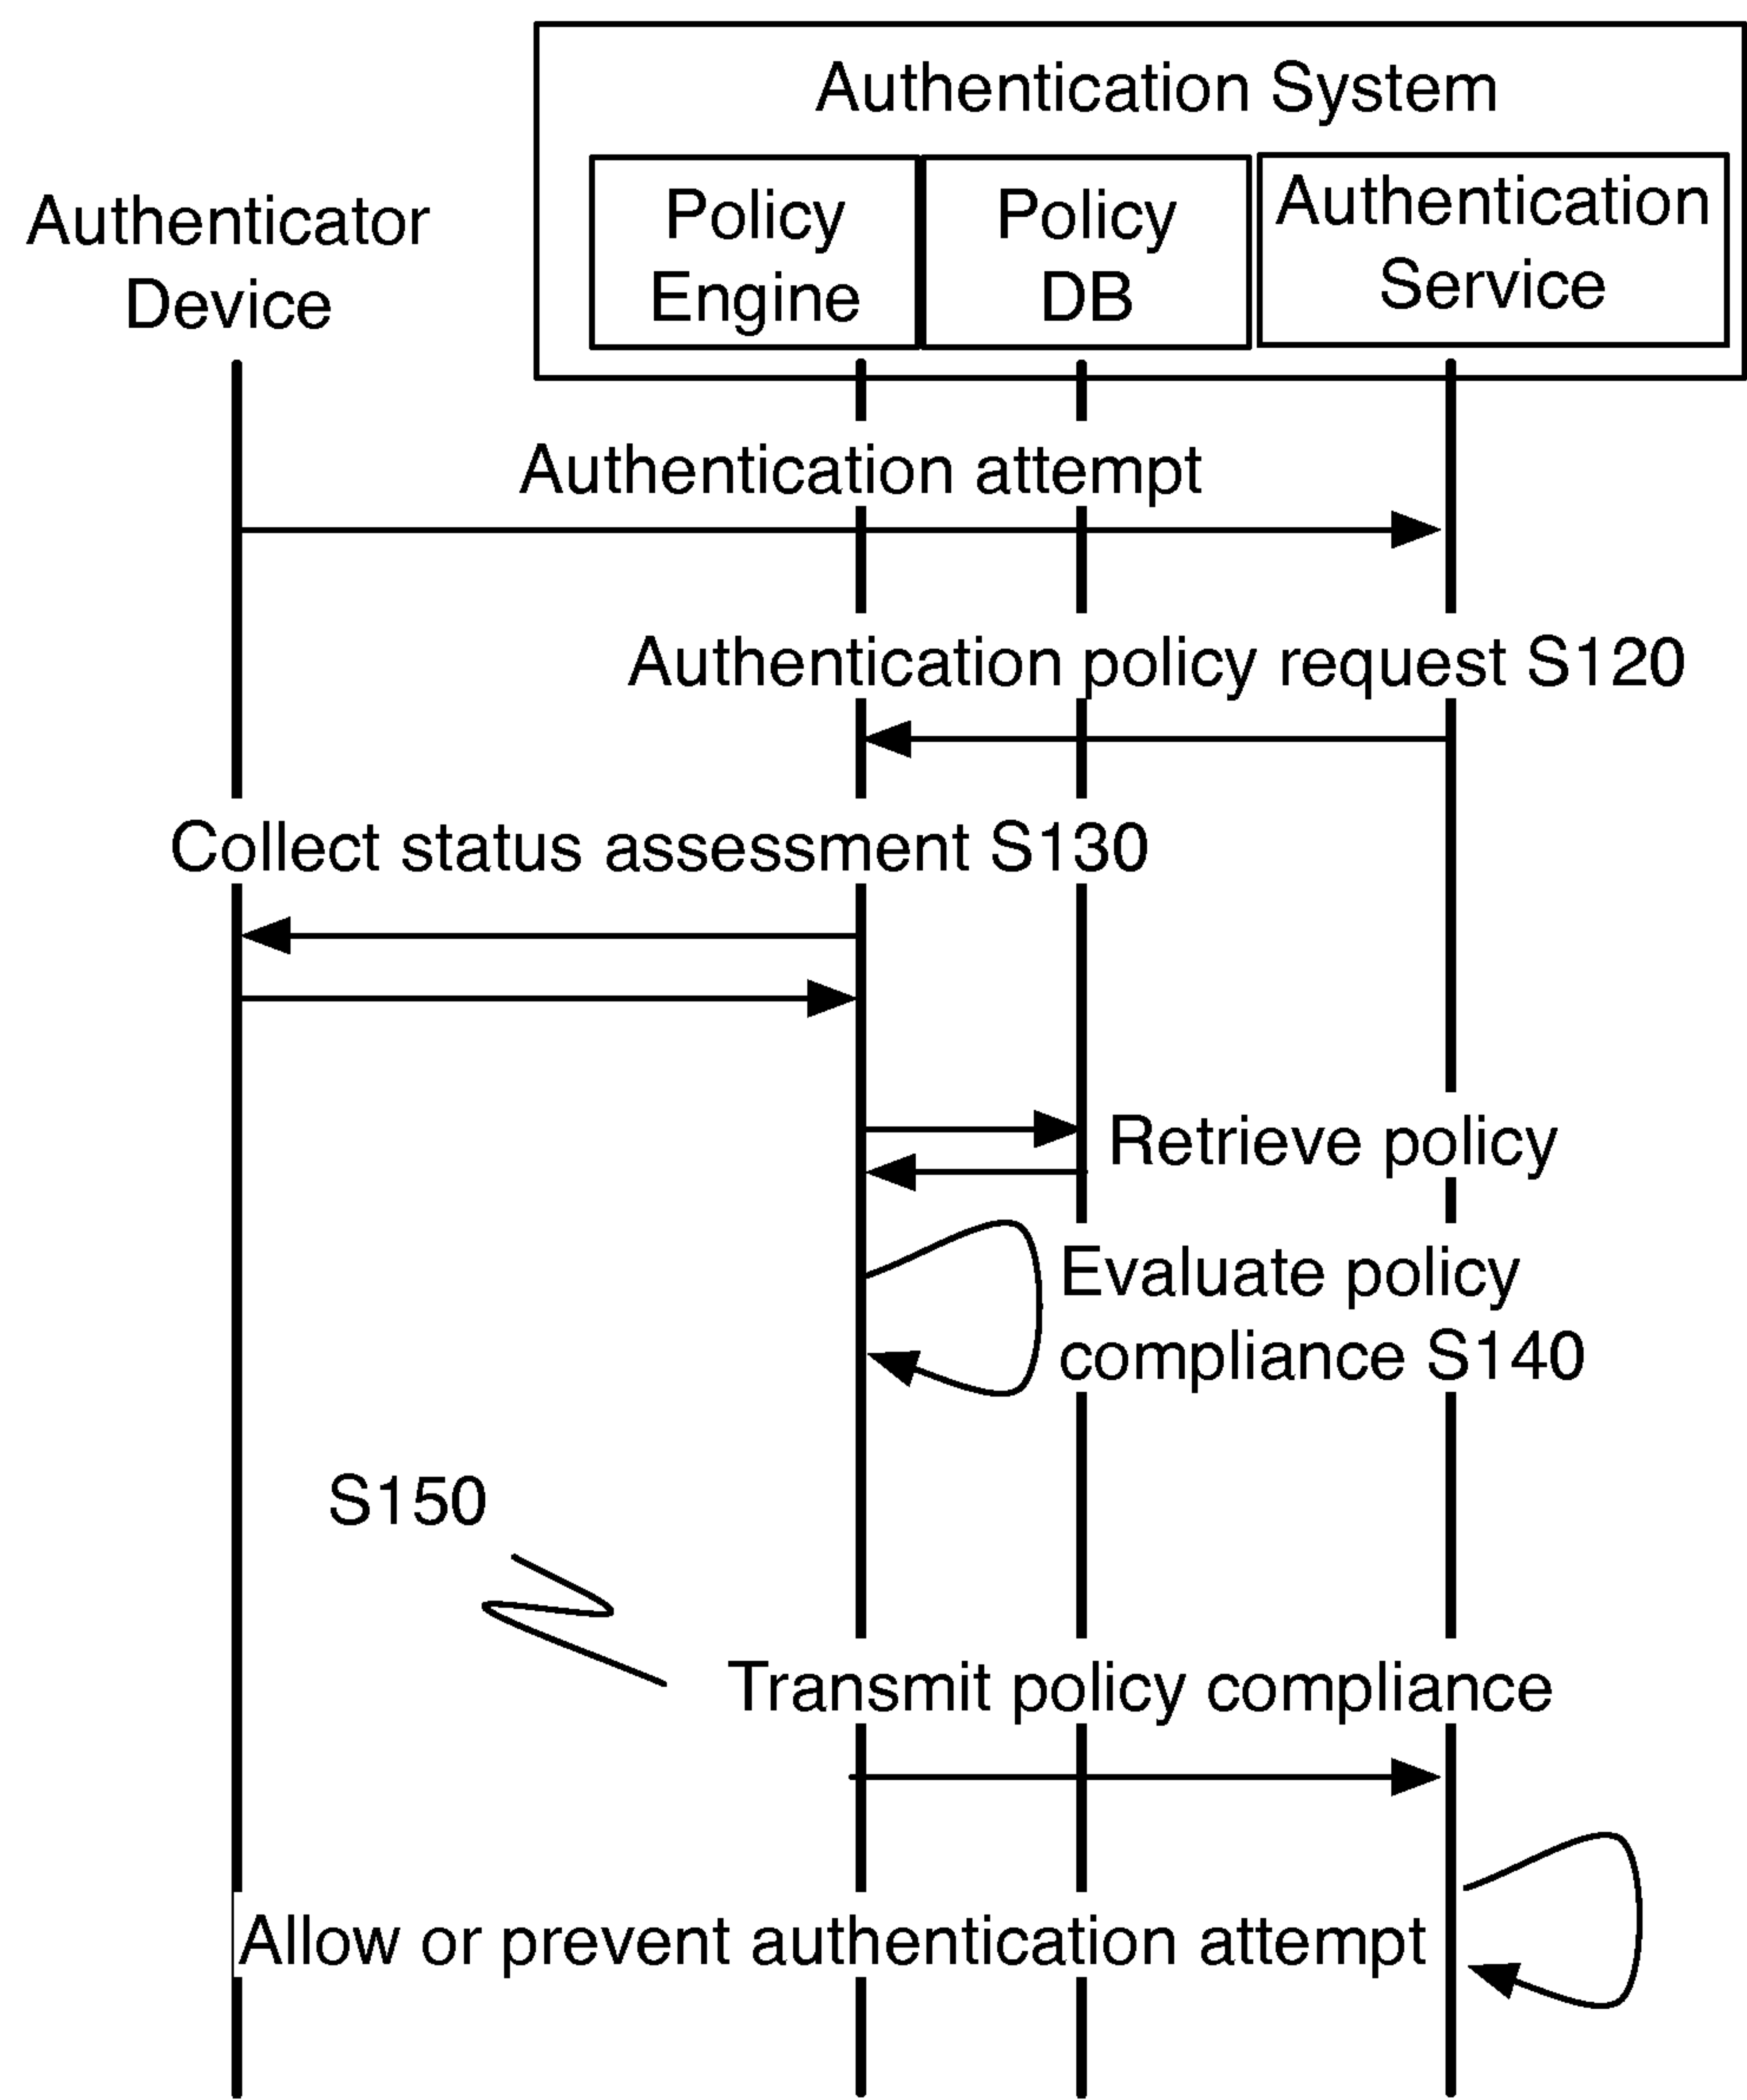 Authentication System
Authenticator
Device
Policy
Engine
Policy
DB
Authentication
Service
Authentication attempt
Authentication policy request S120
Collect status assessment S130
Retrieve policy
Evaluate policy
compliance S140
S150
Transmit policy compliance
Allow or prevent authentication attempt